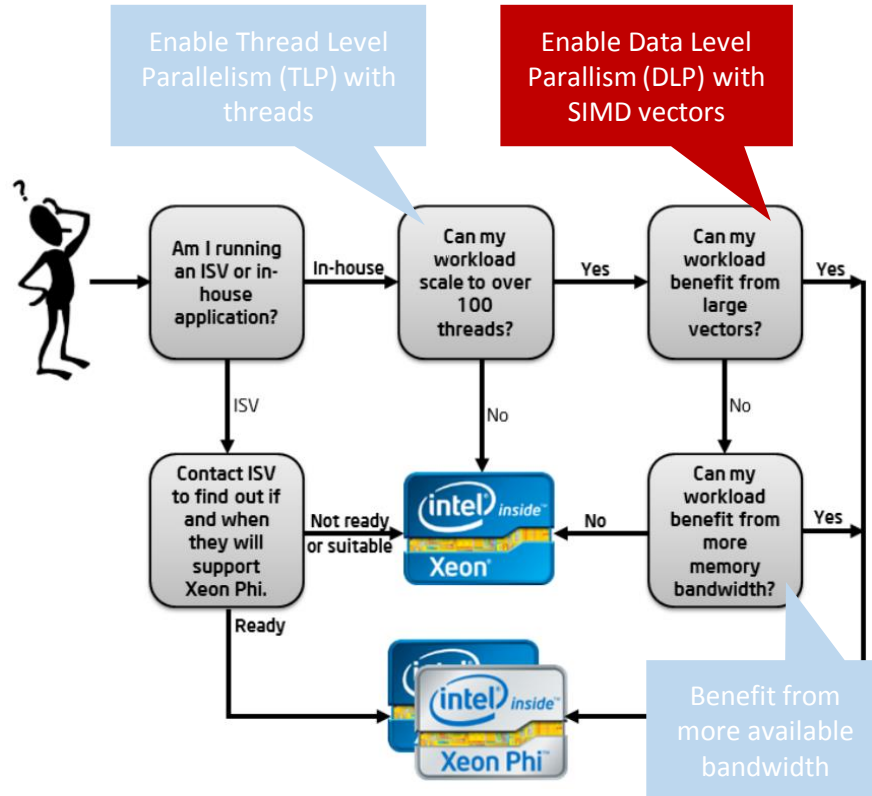 Enable Thread Level
Parallelism (TLP) with
threads
Enable Data Level
Parallism (DLP) with
SIMD vectors
?
Am I running
an ISV or in-
house
application?
In-house
Can my
workload
scale to over
100
threads?
Yes
Can my
workload
benefit from
large
vectors?
Yes
ISV
No
No
Contact ISV
to find out if
and when
they will
support
Xeon Phi.
Not ready
or suitable
intel® inside™
Xeon®
No
Can my
workload
benefit from
more
memory
bandwidth?
Yes
Ready
intel® inside™
Xeon Phi™
Benefit from
more available
bandwidth